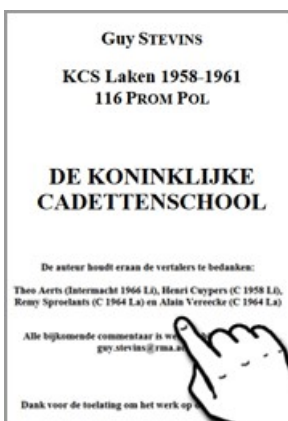 Guy STEVINS
KCS Laken 1958-1961
116 PROM POL
DE KONINKLIJKE
CADETTENSCHOOL
De auteur houdt eraan de vertalers te bedanken:
Theo Aerts (Intermacht 1966 Li), Henri Cuypers (C 1958 Li),
Remy Sproelants (C 1964 La) en Alain Vereecke (C 1964 La)
Alle bijkomende commentaar is
guy.stevins@rma.a
Dank voor de toelating om het werk op